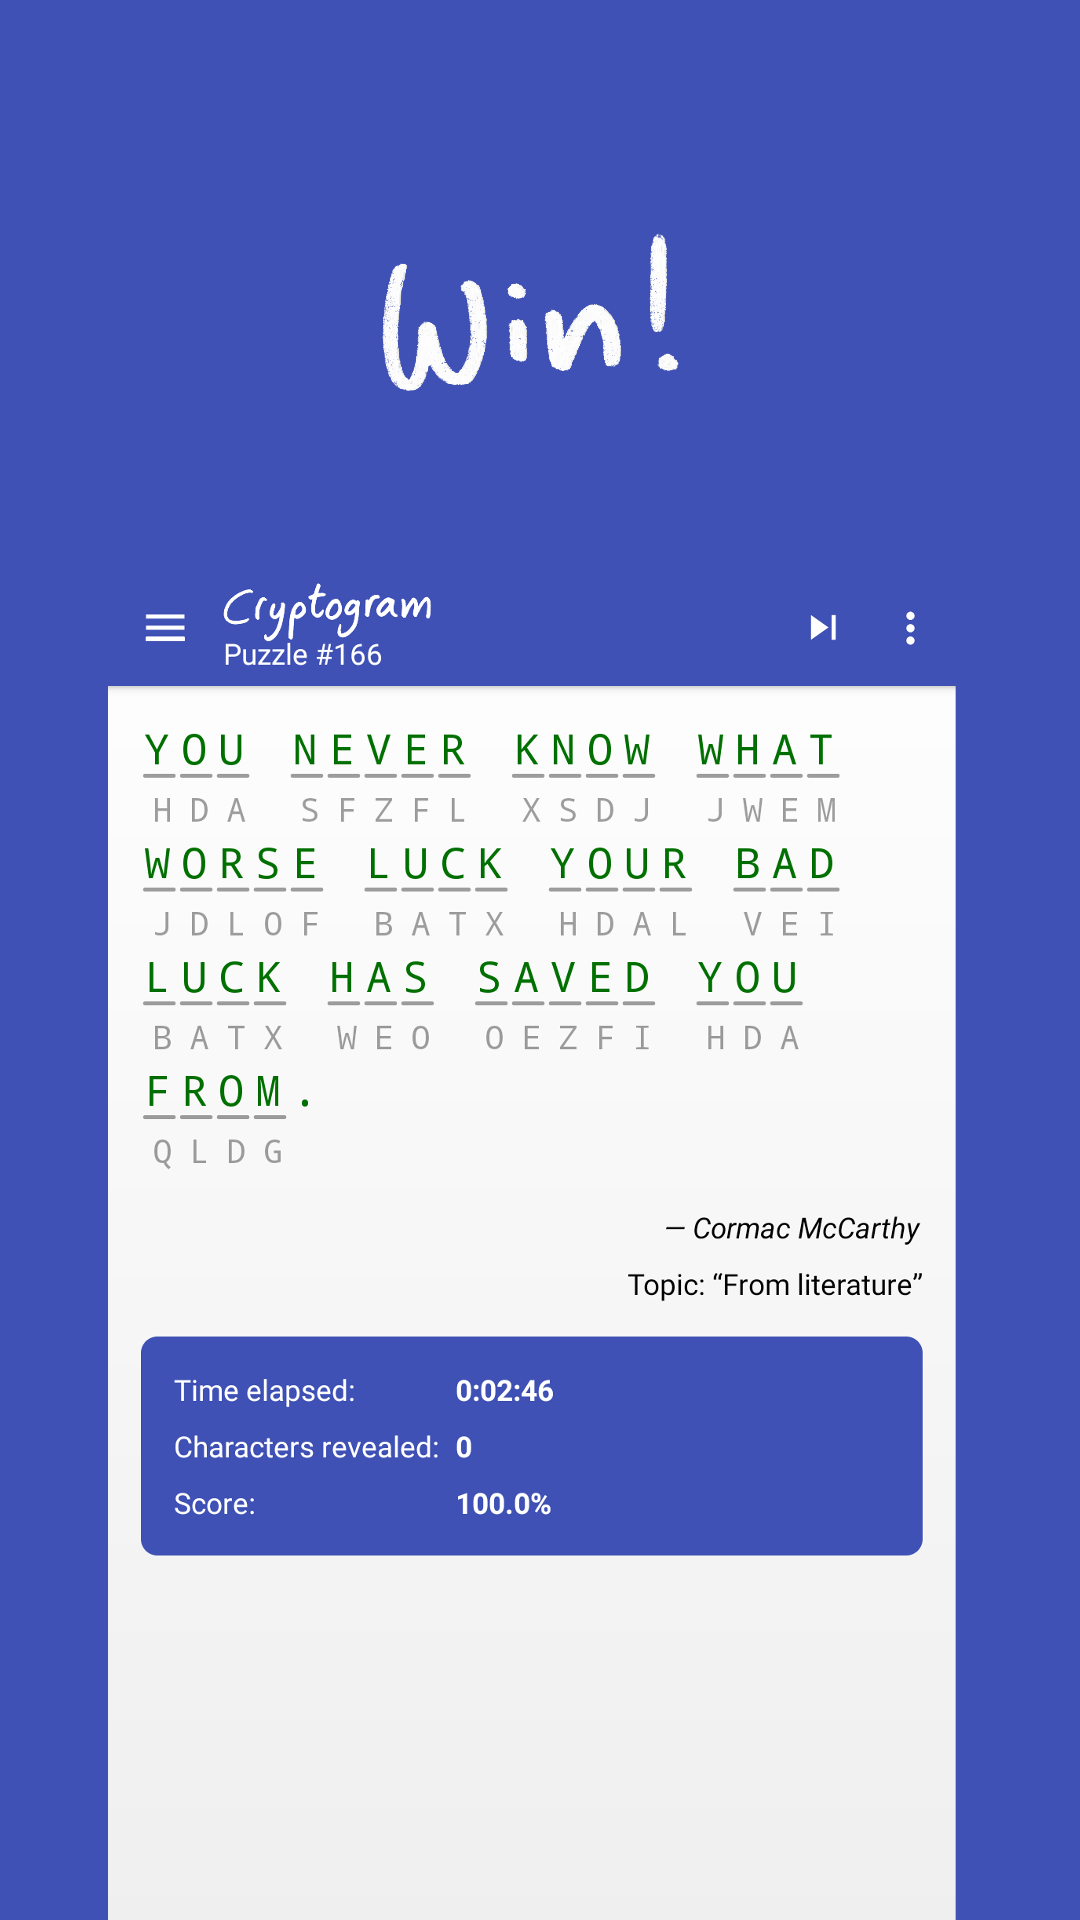 Win!
Cryptogram
Puzzle #166
YOU NEVER KNOW WHAT
HDA SFZFL XSDJ JWEM
WORSE LUCK YOUR BAD
JDLOF BATX HDAL VEI
LUCK HAS SAVED YOU
BATX WEO OEZFI HDA
FROM.
QLDG
— Cormac McCarthy
Topic: “From literature”
Time elapsed: 0:02:46
Characters revealed: 0
Score: 100.0%